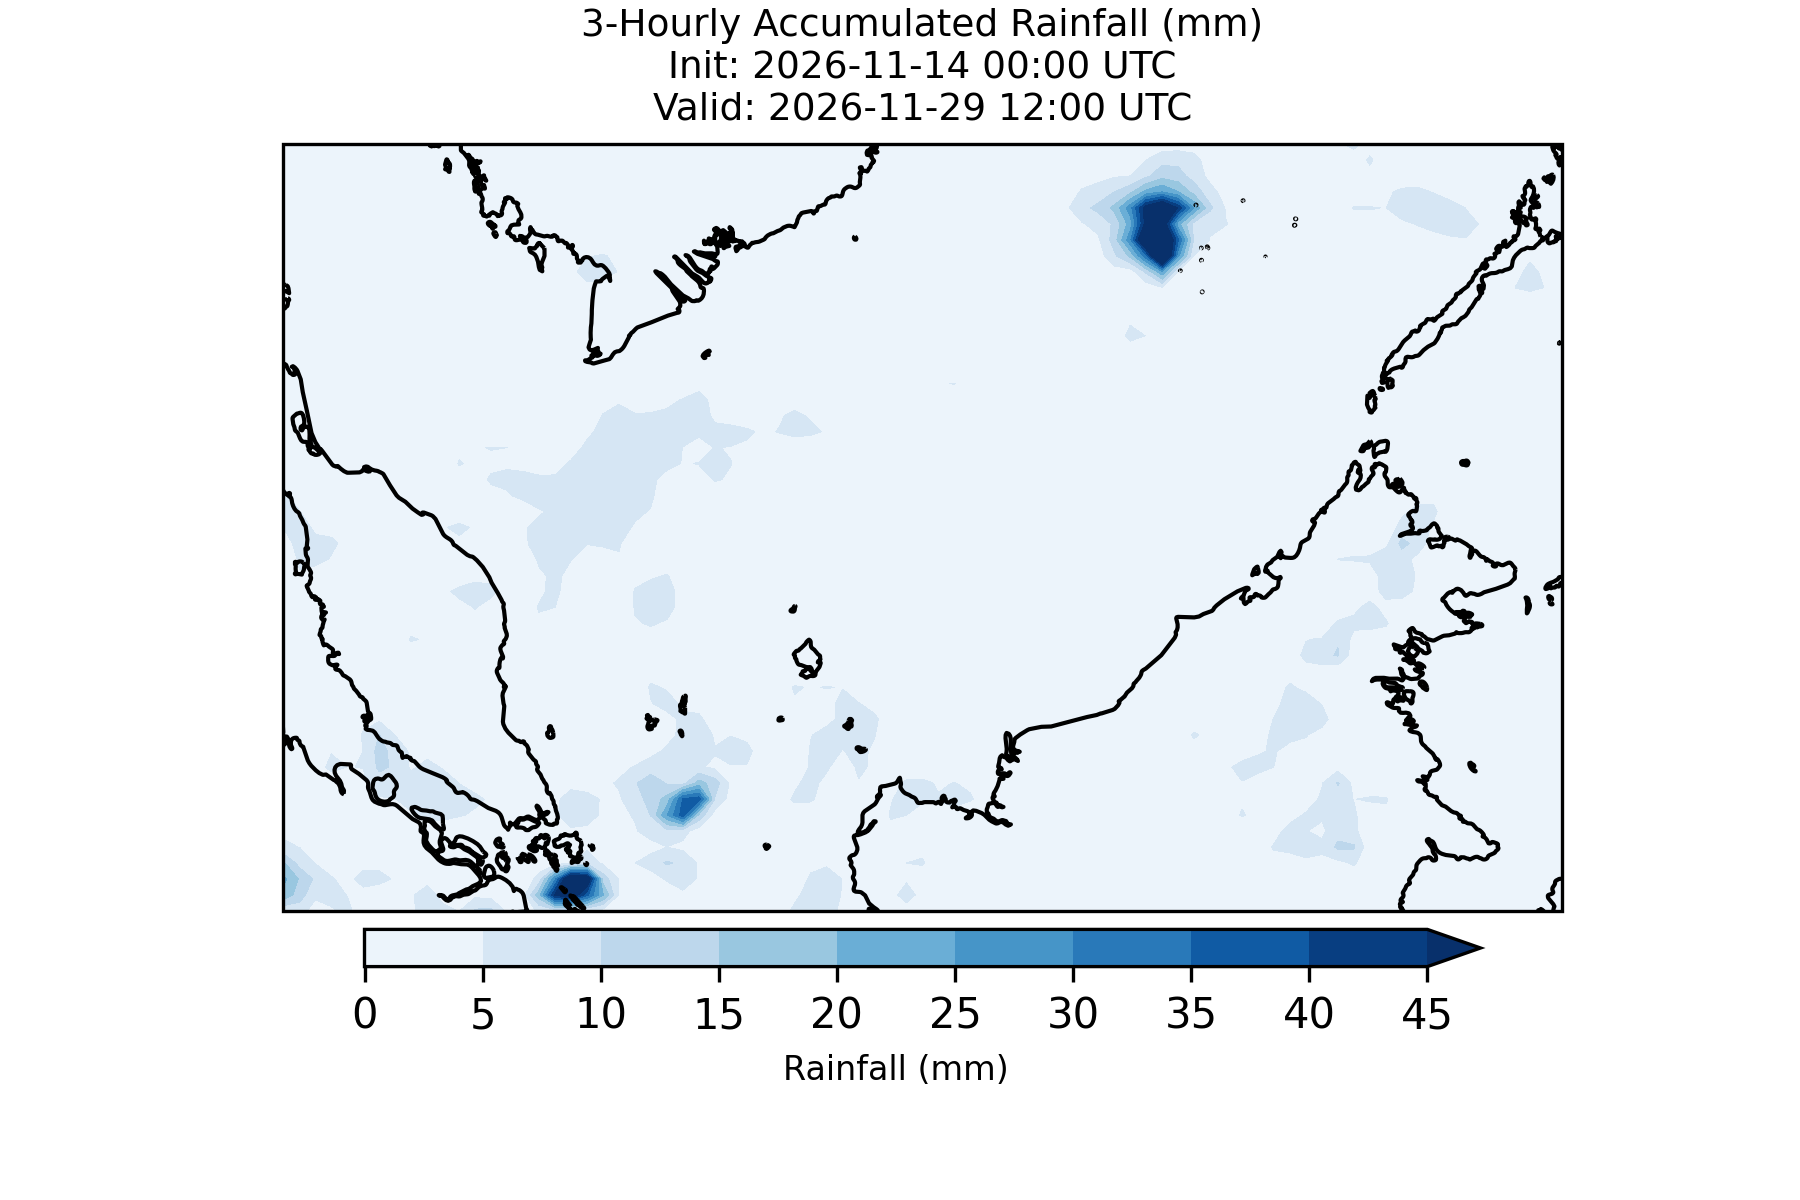 3-Hourly Accumulated Rainfall (mm)
Init: 2026-11-14 00:00 UTC
Valid: 2026-11-29 12:00 UTC
0 5 10 15 20 25 30 35 40 45
Rainfall (mm)